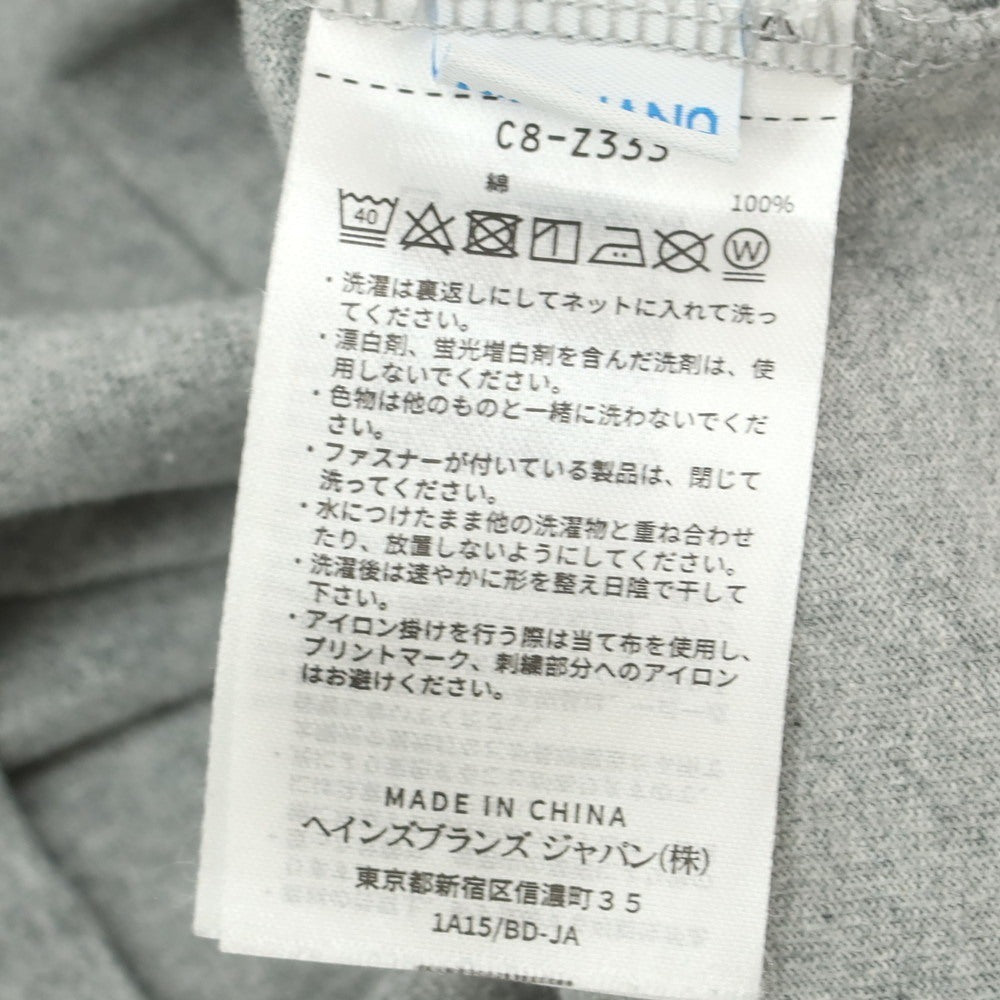 C8-Z333
綿 100%
40
W
・洗濯は裏返しにしてネットに入れて洗っ
てください。
・漂白剤、蛍光増白剤を含んだ洗剤は、使
用しないでください。
・色物は他のものと一緒に洗わないでくだ
さい。
・ファスナーが付いている製品は、閉じて
洗ってください。
・水につけたまま他の洗濯物と重ね合わせ
たり、放置しないようにしてください。
・洗濯後は速やかに形を整え日陰で干して
下さい。
・アイロン掛けを行う際は当て布を使用し、
プリントマーク、刺繍部分へのアイロン
はお避けください。
MADE IN CHINA
ヘインズブランズ ジャパン(株)
東京都新宿区信濃町35
1A15/BD-JA